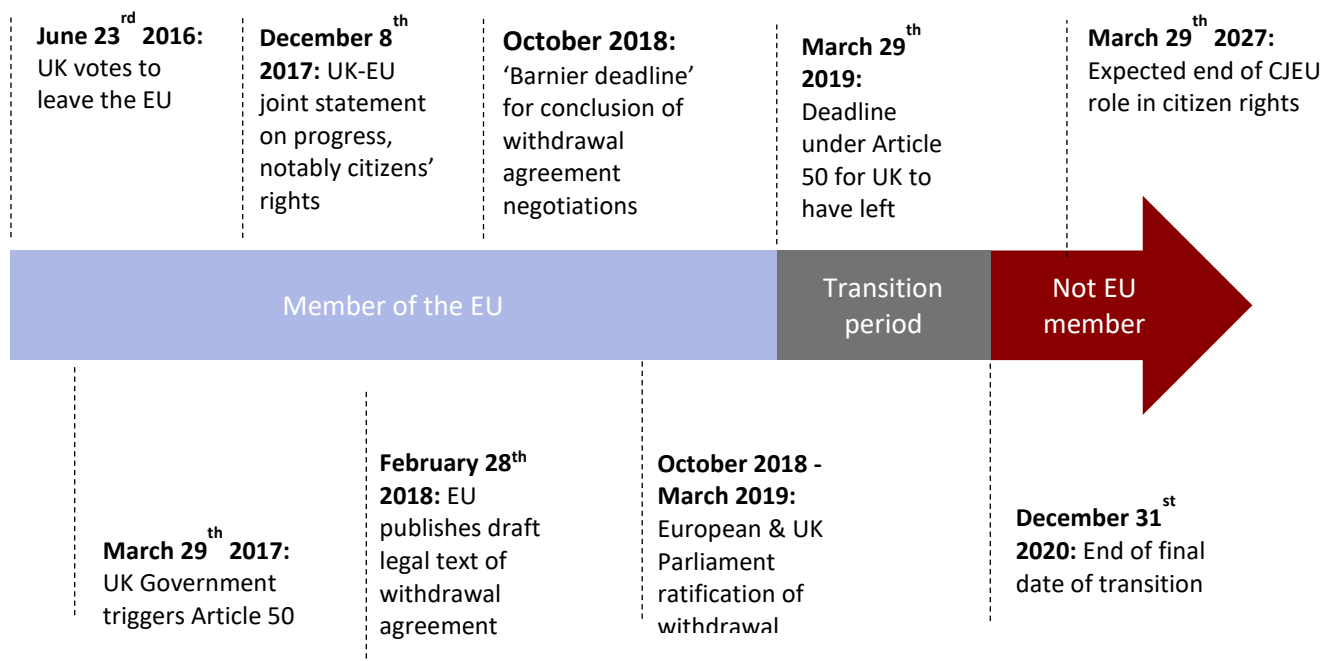 June 23rd 2016:
UK votes to
leave the EU
December 8th
2017: UK-EU
joint statement
on progress,
notably citizens’
rights
October 2018:
‘Barnier deadline’
for conclusion of
withdrawal
agreement
negotiations
March 29th
2019:
Deadline
under Article
50 for UK to
have left
March 29th 2027:
Expected end of CJEU
role in citizen rights
Member of the EU
Transition
period
Not EU
member
March 29th 2017:
UK Government
triggers Article 50
February 28th
2018: EU
publishes draft
legal text of
withdrawal
agreement
October 2018 -
March 2019:
European & UK
Parliament
ratification of
withdrawal
December 31st
2020: End of final
date of transition